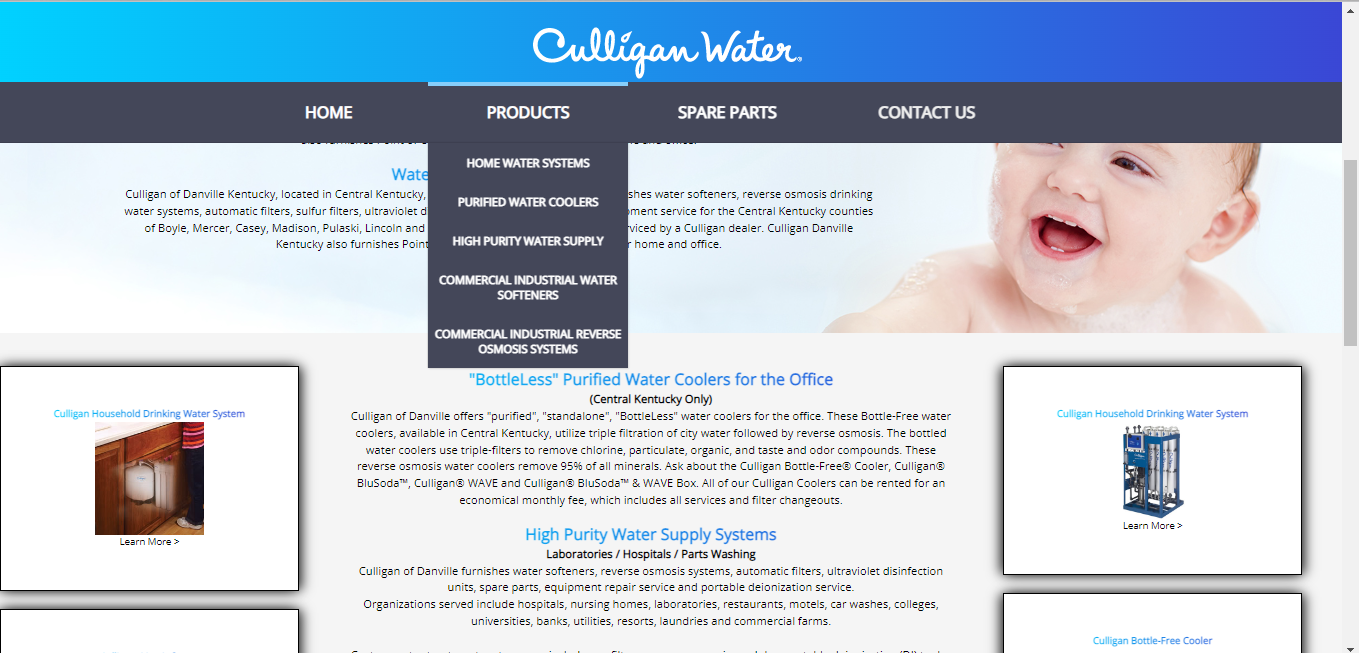 Culligan Water®
HOME
PRODUCTS
SPARE PARTS
CONTACT US
HOME WATER SYSTEMS
PURIFIED WATER COOLERS
HIGH PURITY WATER SUPPLY
COMMERCIAL INDUSTRIAL WATER
SOFTENERS
COMMERCIAL INDUSTRIAL REVERSE
OSMOSIS SYSTEMS
Wate
Culligan of Danville Kentucky, located in Central Kentucky, shes water softeners, reverse osmosis drinking
water systems, automatic filters, sulfur filters, ultraviolet d pment service for the Central Kentucky counties
of Boyle, Mercer, Casey, Madison, Pulaski, Lincoln and rviced by a Culligan dealer. Culligan Danville
Kentucky also furnishes Point r home and office.
Culligan Household Drinking Water System
Learn More >
"BottleLess" Purified Water Coolers for the Office
(Central Kentucky Only)
Culligan of Danville offers "purified", "standalone", "BottleLess" water coolers for the office. These Bottle-Free water
coolers, available in Central Kentucky, utilize triple filtration of city water followed by reverse osmosis. The bottled
water coolers use triple-filters to remove chlorine, particulate, organic, and taste and odor compounds. These
reverse osmosis water coolers remove 95% of all minerals. Ask about the Culligan Bottle-Free® Cooler, Culligan®
BluSoda™, Culligan® WAVE and Culligan® BluSoda™ & WAVE Box. All of our Culligan Coolers can be rented for an
economical monthly fee, which includes all services and filter changeouts.
High Purity Water Supply Systems
Laboratories / Hospitals / Parts Washing
Culligan of Danville furnishes water softeners, reverse osmosis systems, automatic filters, ultraviolet disinfection
units, spare parts, equipment repair service and portable deionization service.
Organizations served include hospitals, nursing homes, laboratories, restaurants, motels, car washes, colleges,
universities, banks, utilities, resorts, laundries and commercial farms.
Culligan Household Drinking Water System
Learn More >
Culligan Bottle-Free Cooler